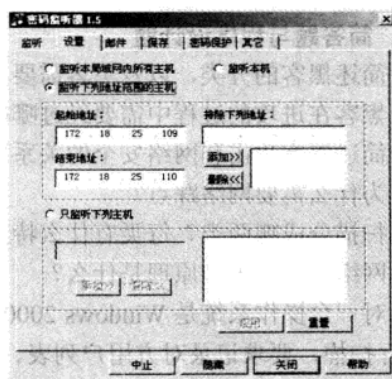 密码监听器 1.5
监听 设置 邮件 保存 密码保护 其它
监听本局域网内所有主机 监听本机
监听下列地址范围的主机
起始地址： 排除下列地址：
172 18 25 109
结束地址： 添加>>
172 18 25 110 删除<<
只监听下列主机
添加>> 删除<<
应用 重置
中止 隐藏 关闭 帮助